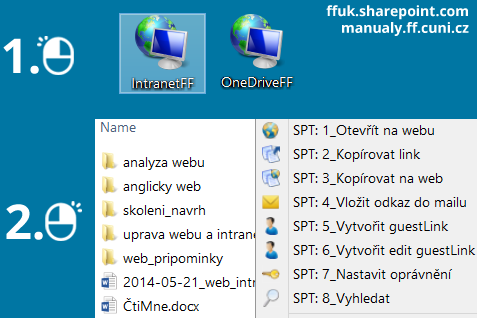 ffuk.sharepoint.com
manualy.ff.cuni.cz
1.
IntranetFF
OneDriveFF
Name
analyza webu
anglicky web
skoleni_navrh
uprava webu a intrane
web_pripominky
2014-05-21_web_intr
ČtiMne.docx
2.
SPT: 1_Otevřít na webu
SPT: 2_Kopírovat link
SPT: 3_Kopírovat na web
SPT: 4_Vložit odkaz do mailu
SPT: 5_Vytvořit guestLink
SPT: 6_Vytvořit edit guestLink
SPT: 7_Nastavit oprávnění
SPT: 8_Vyhledat